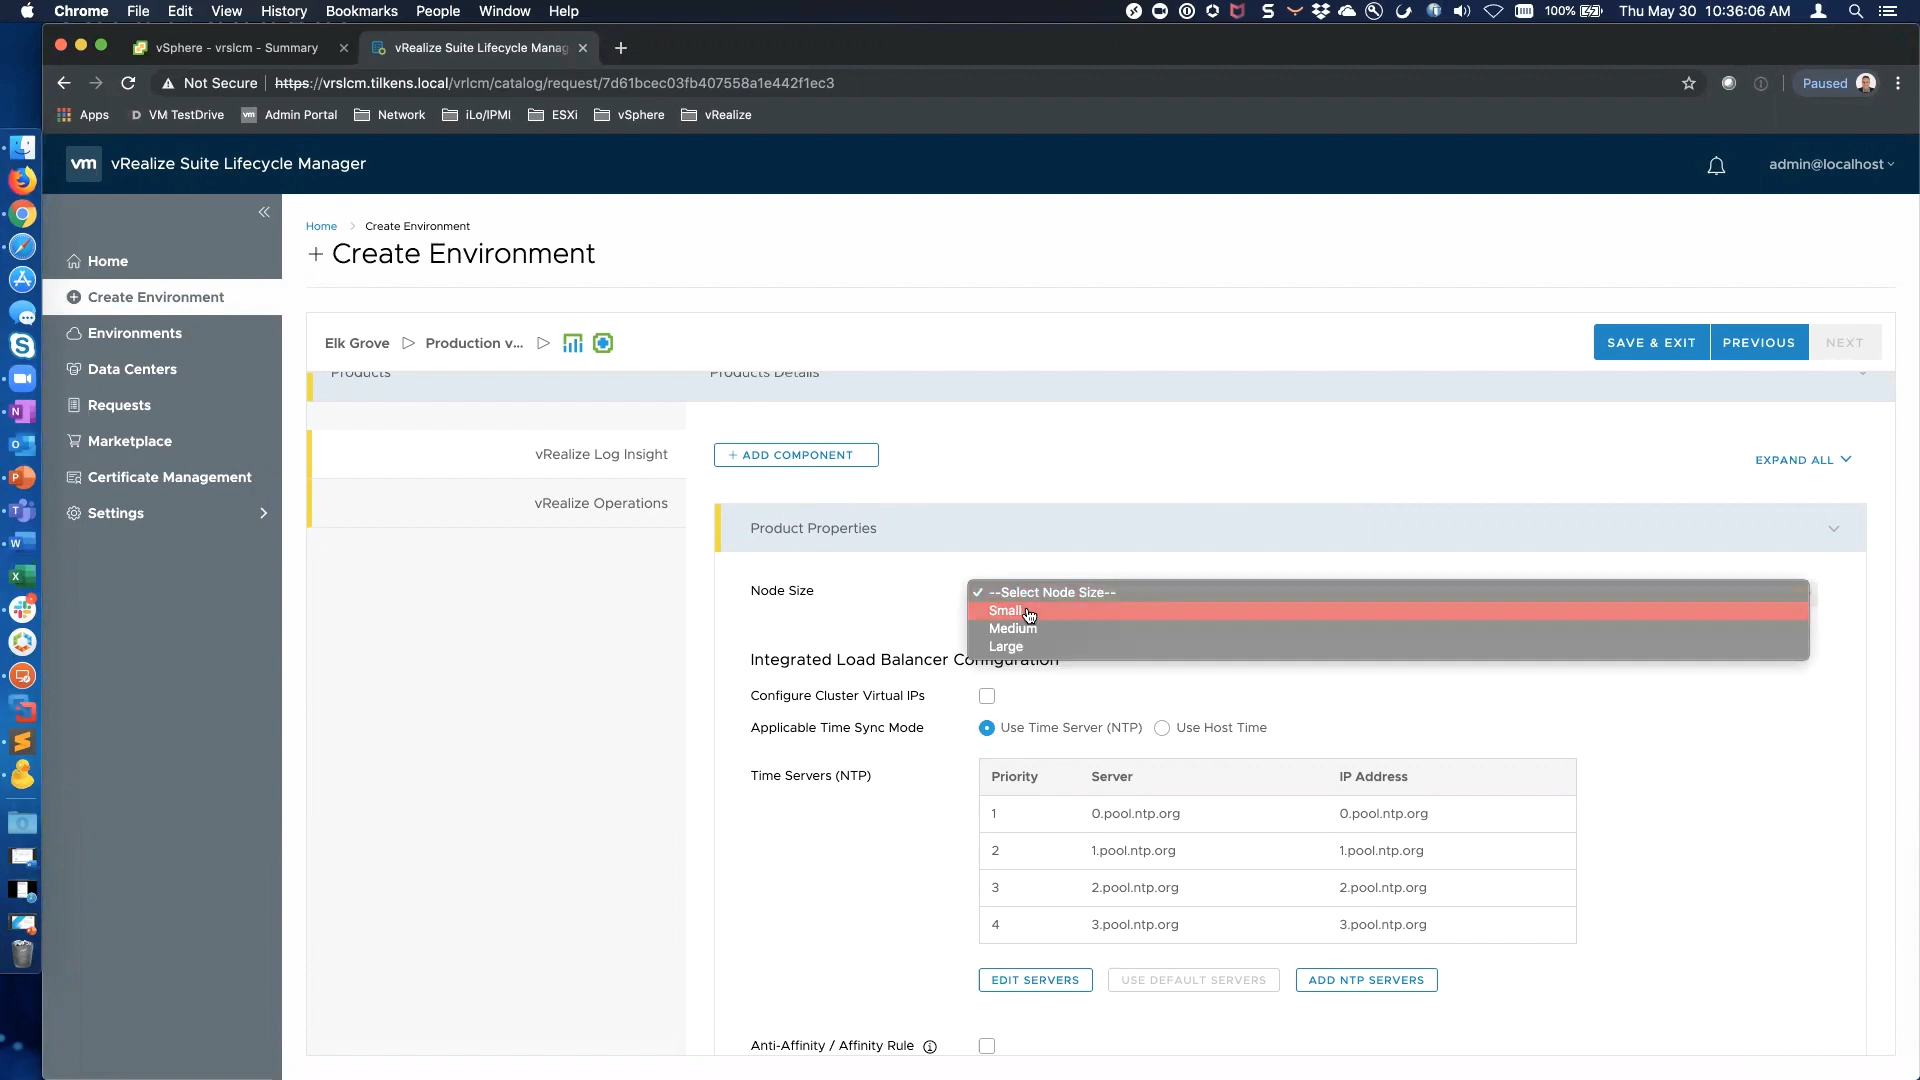 Chrome File Edit View History Bookmarks People Window Help
100% Thu May 30 10:36:06 AM
vSphere - vrslcm - Summary
vRealize Suite Lifecycle Manag
Not Secure https://vrslcm.tilkens.local/vrlcm/catalog/request/7d61bcec03fb407558a1e442f1ec3
Paused
Apps
VM TestDrive
Admin Portal
Network
iLo/IPMI
ESXi
vSphere
vRealize
vm vRealize Suite Lifecycle Manager
admin@localhost
Home
Create Environment
Environments
Data Centers
Requests
Marketplace
Certificate Management
Settings
Home > Create Environment
+ Create Environment
Elk Grove
Production v...
SAVE & EXIT
PREVIOUS
NEXT
Products
Products Details
vRealize Log Insight
vRealize Operations
+ ADD COMPONENT
EXPAND ALL
Product Properties
Node Size
✓ --Select Node Size--
Small
Medium
Large
Integrated Load Balancer Configuration
Configure Cluster Virtual IPs
Applicable Time Sync Mode
Use Time Server (NTP)
Use Host Time
Time Servers (NTP)
Priority Server IP Address
1 0.pool.ntp.org 0.pool.ntp.org
2 1.pool.ntp.org 1.pool.ntp.org
3 2.pool.ntp.org 2.pool.ntp.org
4 3.pool.ntp.org 3.pool.ntp.org
EDIT SERVERS
USE DEFAULT SERVERS
ADD NTP SERVERS
Anti-Affinity / Affinity Rule